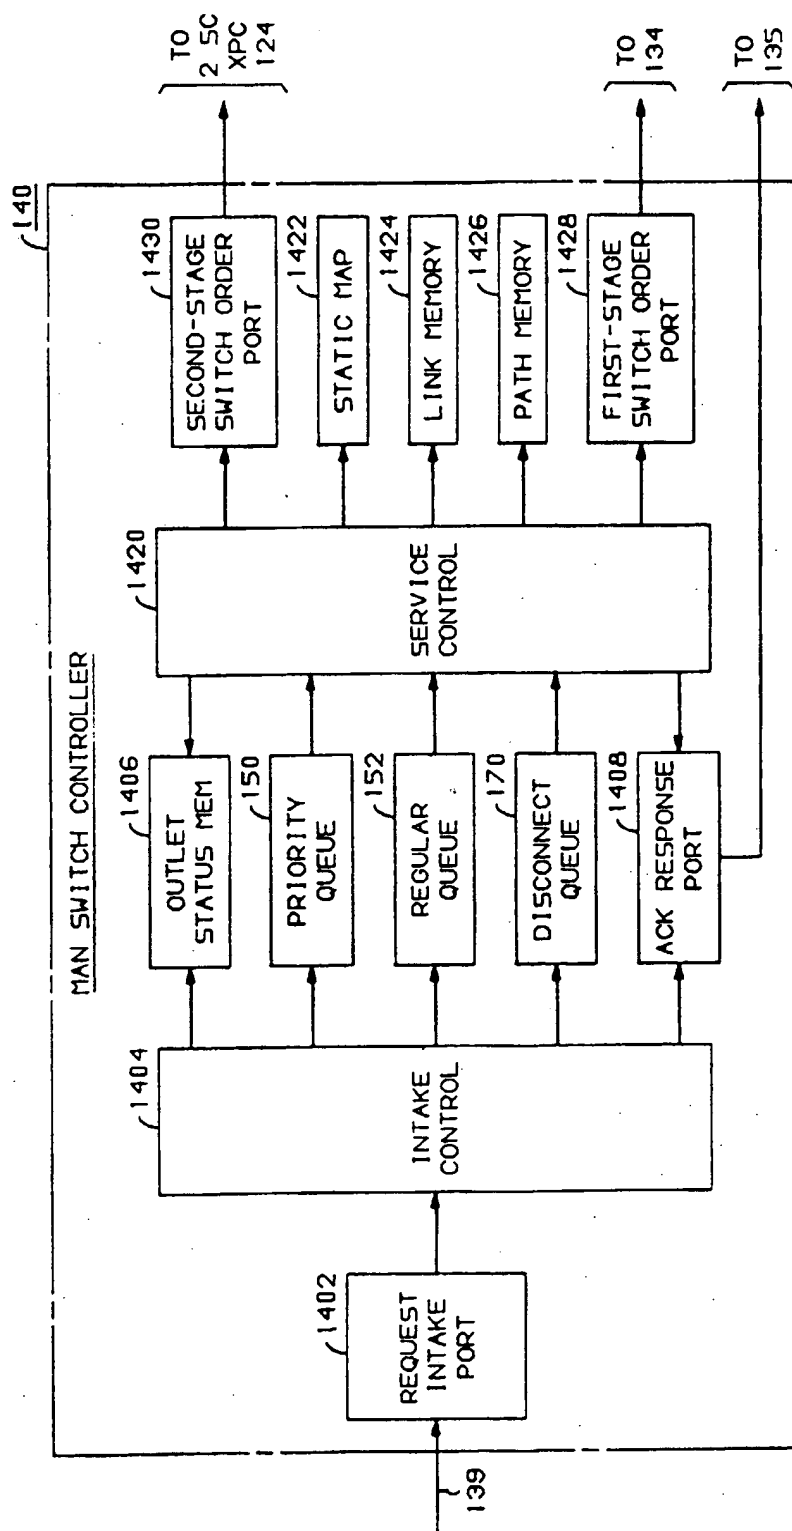 MAN SWITCH CONTROLLER
140
139
1402
REQUEST
INTAKE
PORT
1404
INTAKE
CONTROL
1406
OUTLET
STATUS MEM
150
PRIORITY
QUEUE
152
REGULAR
QUEUE
170
DISCONNECT
QUEUE
1408
ACK RESPONSE
PORT
1420
SERVICE
CONTROL
1430
SECOND-STAGE
SWITCH ORDER
PORT
1422
STATIC MAP
1424
LINK MEMORY
1426
PATH MEMORY
1428
FIRST-STAGE
SWITCH ORDER
PORT
TO
2 SC
XPC
124
TO
134
TO
135